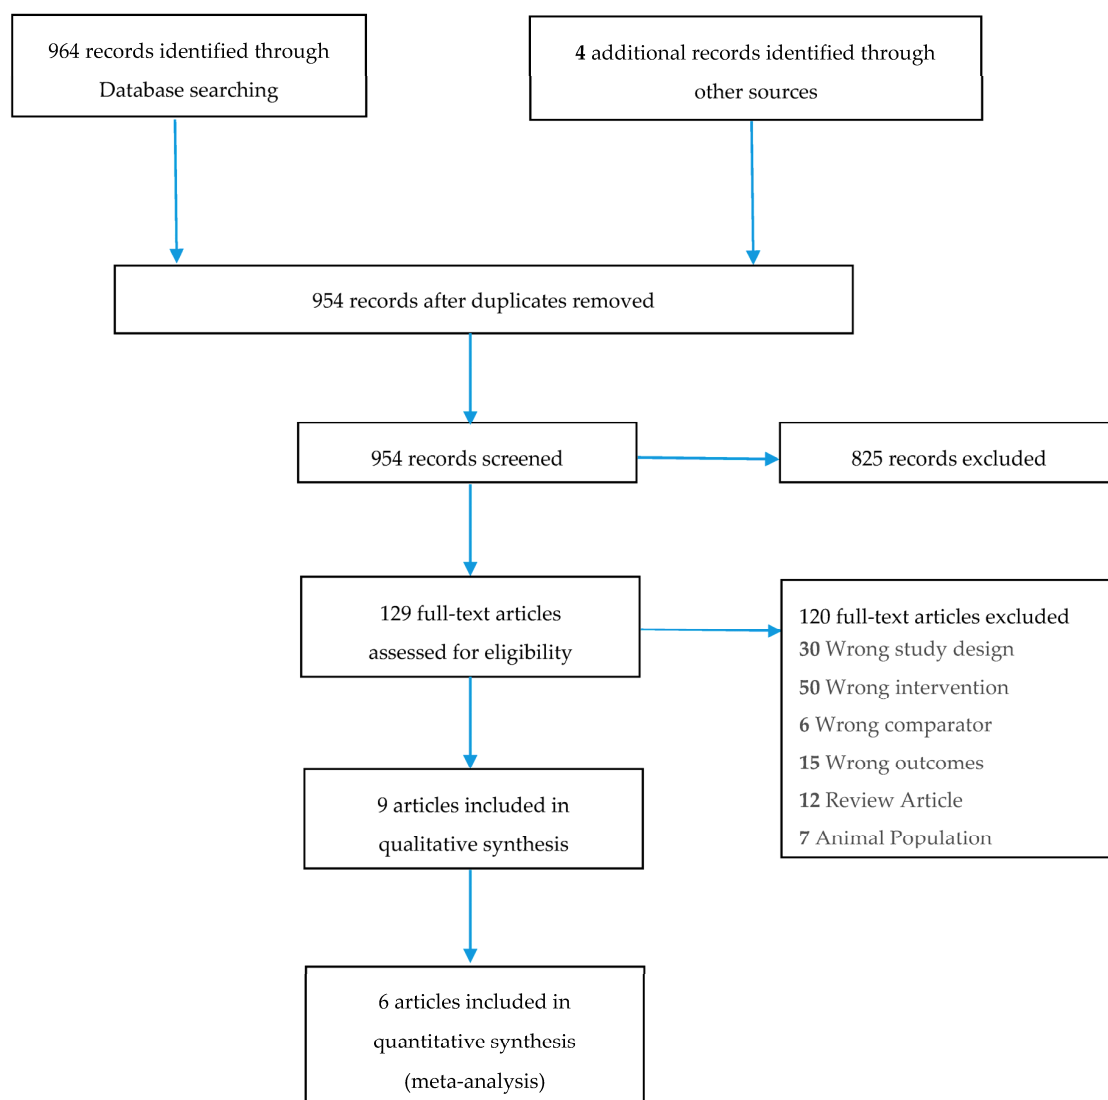 964 records identified through
Database searching
4 additional records identified through
other sources
954 records after duplicates removed
954 records screened
825 records excluded
129 full-text articles
assessed for eligibility
120 full-text articles excluded
30 Wrong study design
50 Wrong intervention
6 Wrong comparator
15 Wrong outcomes
12 Review Article
7 Animal Population
9 articles included in
qualitative synthesis
6 articles included in
quantitative synthesis
(meta-analysis)